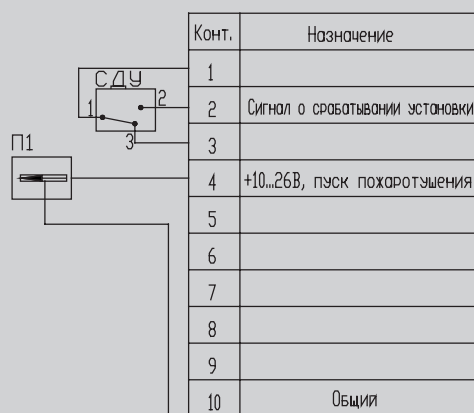 Конт. Назначение
1
СДУ
1 2
2 Сигнал о срабатывании установки
3
3
П1
4 +10...26В, пуск пожаротушения
5
6
7
8
9
10 Общий